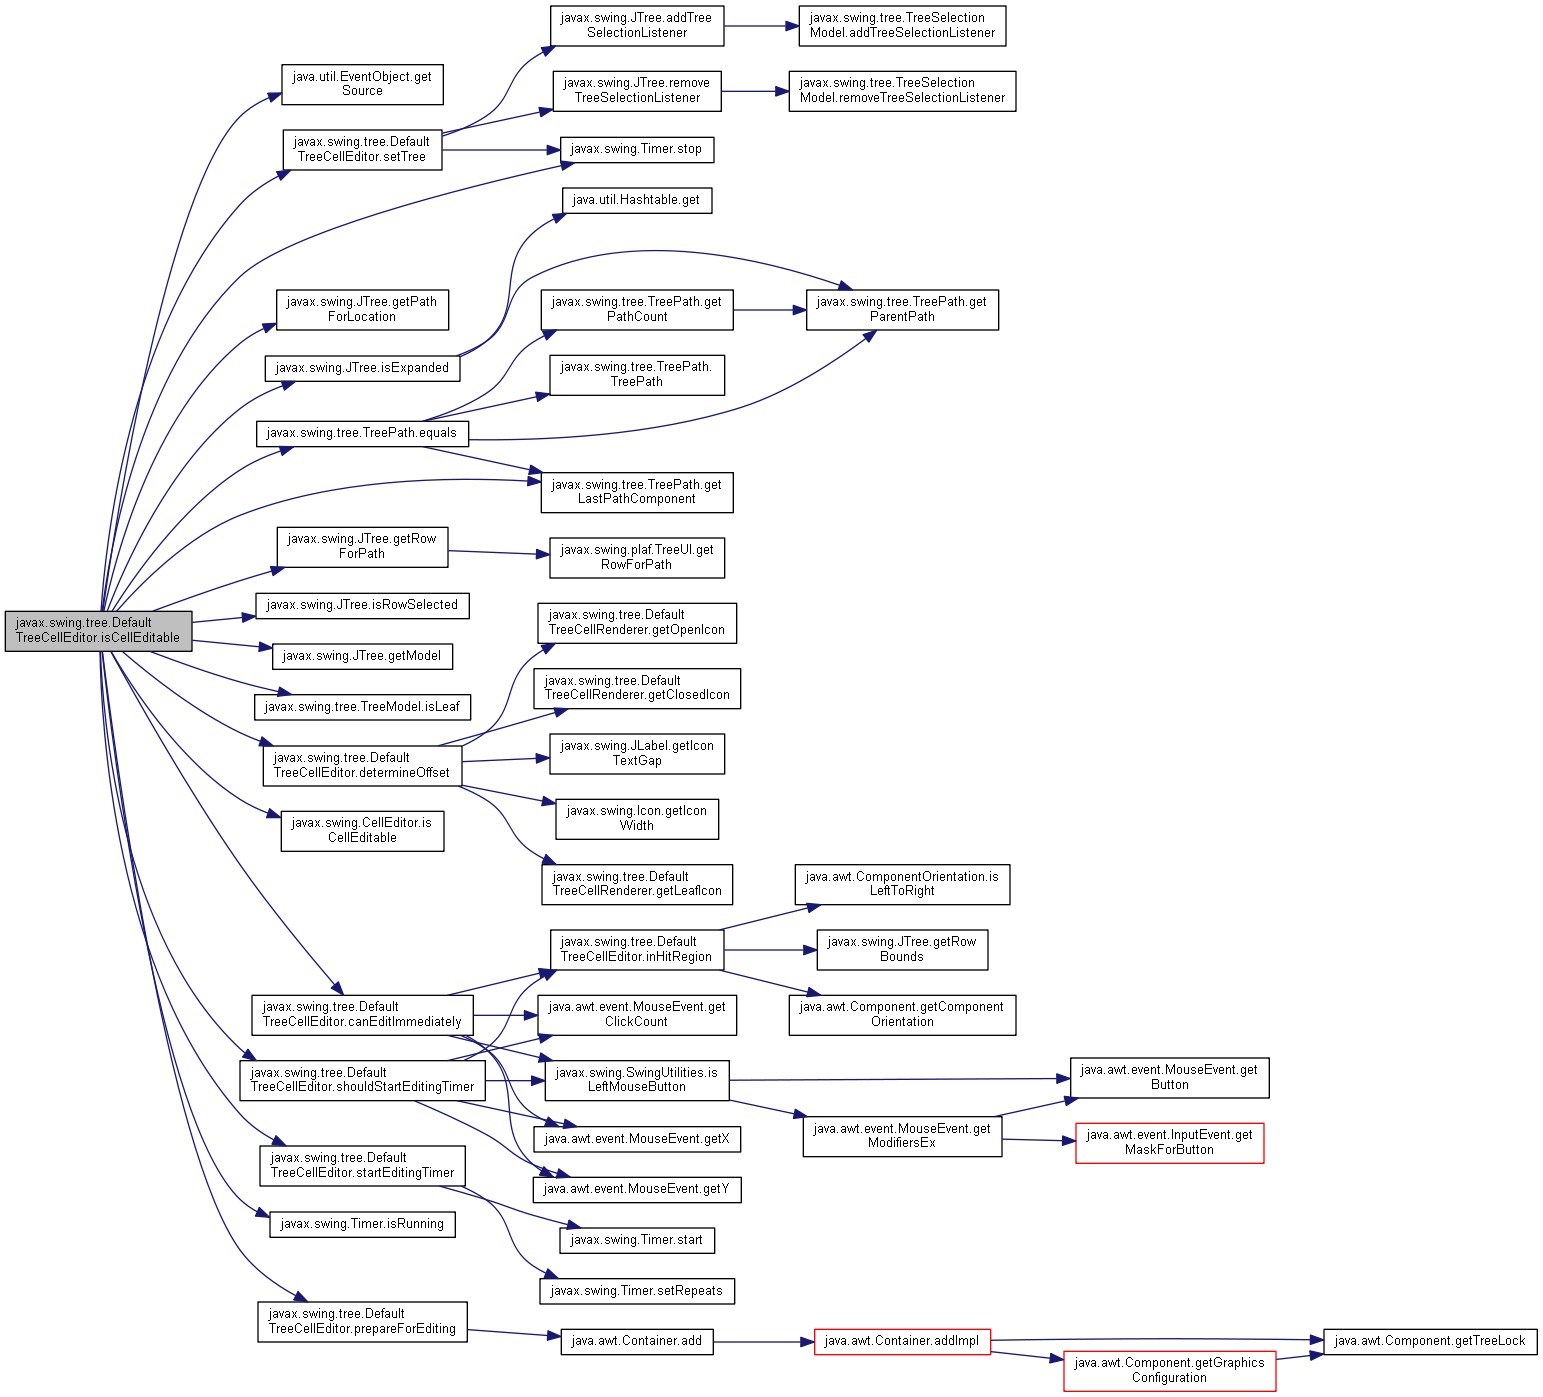 javax.swing.JTree.addTree
SelectionListener
javax.swing.tree.TreeSelection
Model.addTreeSelectionListener
java.util.EventObject.get
Source
javax.swing.JTree.remove
TreeSelectionListener
javax.swing.tree.TreeSelection
Model.removeTreeSelectionListener
javax.swing.tree.Default
TreeCellEditor.setTree
javax.swing.Timer.stop
java.util.Hashtable.get
javax.swing.JTree.getPath
ForLocation
javax.swing.tree.TreePath.get
PathCount
javax.swing.tree.TreePath.get
ParentPath
javax.swing.JTree.isExpanded
javax.swing.tree.TreePath.
TreePath
javax.swing.tree.TreePath.equals
javax.swing.tree.TreePath.get
LastPathComponent
javax.swing.JTree.getRow
ForPath
javax.swing.plaf.TreeUI.get
RowForPath
javax.swing.JTree.isRowSelected
javax.swing.tree.Default
TreeCellEditor.isCellEditable
javax.swing.tree.Default
TreeCellRenderer.getOpenIcon
javax.swing.JTree.getModel
javax.swing.tree.Default
TreeCellRenderer.getClosedIcon
javax.swing.tree.TreeModel.isLeaf
javax.swing.tree.Default
TreeCellEditor.determineOffset
javax.swing.JLabel.getIcon
TextGap
javax.swing.CellEditor.is
CellEditable
javax.swing.Icon.getIcon
Width
javax.swing.tree.Default
TreeCellRenderer.getLeafIcon
java.awt.ComponentOrientation.is
LeftToRight
javax.swing.tree.Default
TreeCellEditor.inHitRegion
javax.swing.JTree.getRow
Bounds
javax.swing.tree.Default
TreeCellEditor.canEditImmediately
java.awt.event.MouseEvent.get
ClickCount
java.awt.Component.getComponent
Orientation
javax.swing.tree.Default
TreeCellEditor.shouldStartEditingTimer
javax.swing.SwingUtilities.is
LeftMouseButton
java.awt.event.MouseEvent.get
Button
java.awt.event.MouseEvent.getX
java.awt.event.MouseEvent.get
ModifiersEx
java.awt.event.InputEvent.get
MaskForButton
javax.swing.tree.Default
TreeCellEditor.startEditingTimer
java.awt.event.MouseEvent.getY
javax.swing.Timer.isRunning
javax.swing.Timer.start
javax.swing.Timer.setRepeats
javax.swing.tree.Default
TreeCellEditor.prepareForEditing
java.awt.Container.add
java.awt.Container.addImpl
java.awt.Component.getTreeLock
java.awt.Component.getGraphics
Configuration